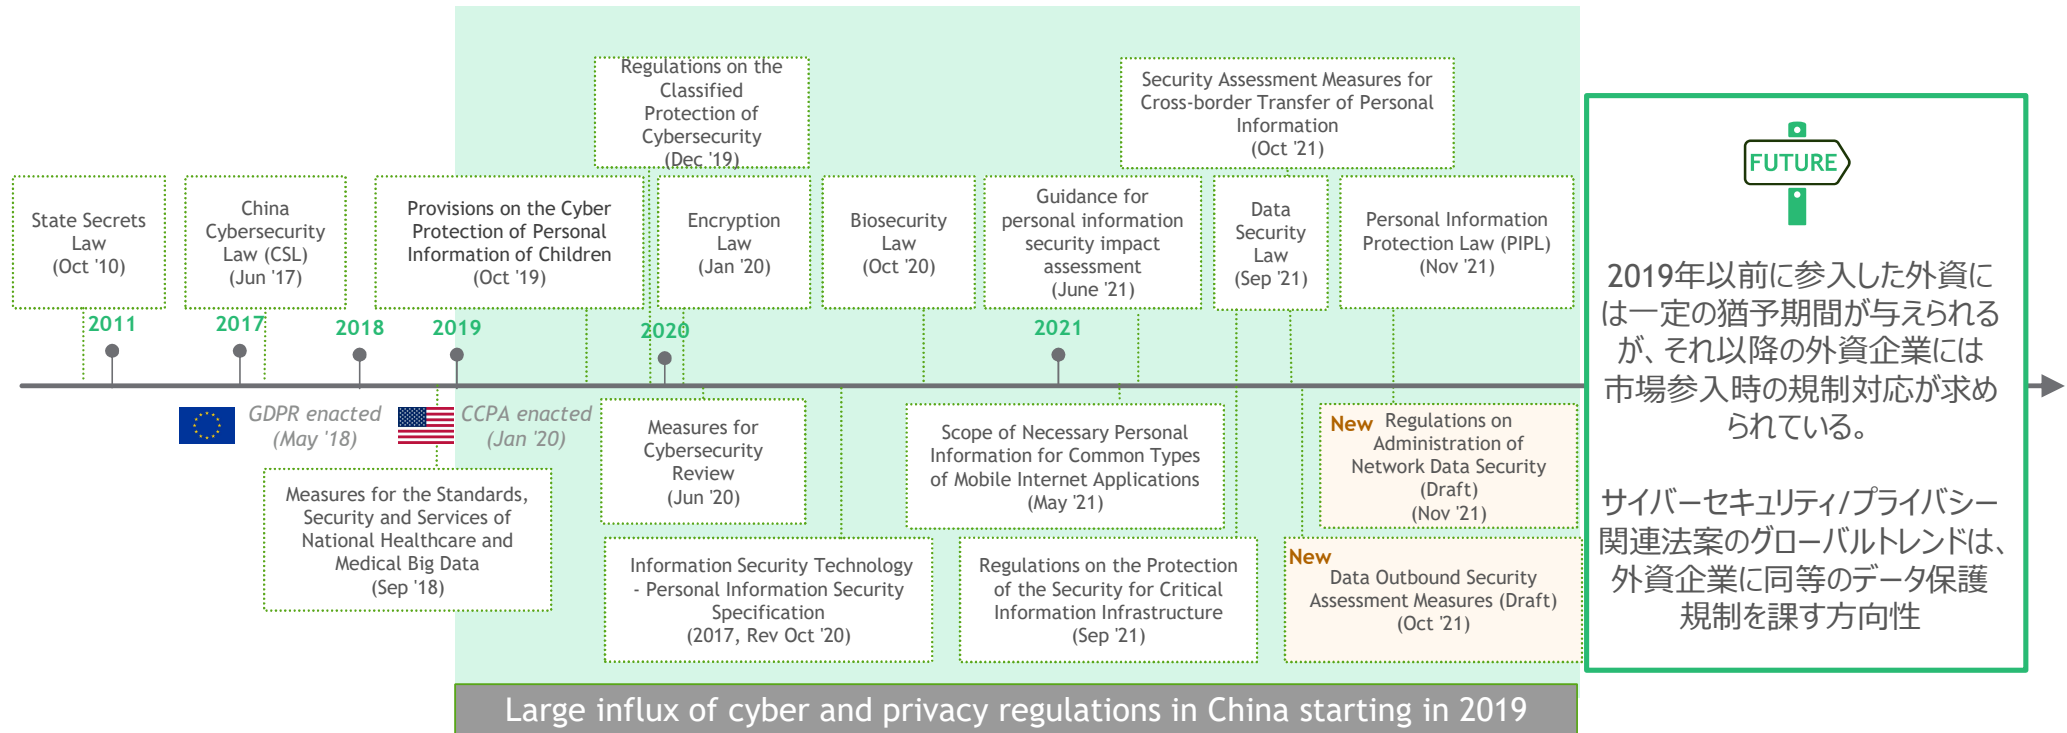 Regulations on the
Classified
Protection of
Cybersecurity
(Dec '19)
Security Assessment Measures for
Cross-border Transfer of Personal
Information
(Oct '21)
State Secrets
Law
(Oct '10)
China
Cybersecurity
Law (CSL)
(Jun '17)
Provisions on the Cyber
Protection of Personal
Information of Children
(Oct '19)
Encryption
Law
(Jan '20)
Biosecurity
Law
(Oct '20)
Guidance for
personal information
security impact
assessment
(June '21)
Data
Security
Law
(Sep '21)
Personal Information
Protection Law (PIPL)
(Nov '21)
2011
2017
2018
2019
2020
2021
GDPR enacted
(May '18)
CCPA enacted
(Jan '20)
Measures for the Standards,
Security and Services of
National Healthcare and
Medical Big Data
(Sep '18)
Measures for
Cybersecurity
Review
(Jun '20)
Information Security Technology
- Personal Information Security
Specification
(2017, Rev Oct '20)
Scope of Necessary Personal
Information for Common Types
of Mobile Internet Applications
(May '21)
Regulations on the Protection
of the Security for Critical
Information Infrastructure
(Sep '21)
New Regulations on
Administration of
Network Data Security
(Draft)
(Nov '21)
New
Data Outbound Security
Assessment Measures (Draft)
(Oct '21)
Large influx of cyber and privacy regulations in China starting in 2019
FUTURE
2019年以前に参入した外資に
は一定の猶予期間が与えられる
が、それ以降の外資企業には
市場参入時の規制対応が求め
られている。
サイバーセキュリティ/プライバシー
関連法案のグローバルトレンドは、
外資企業に同等のデータ保護
規制を課す方向性